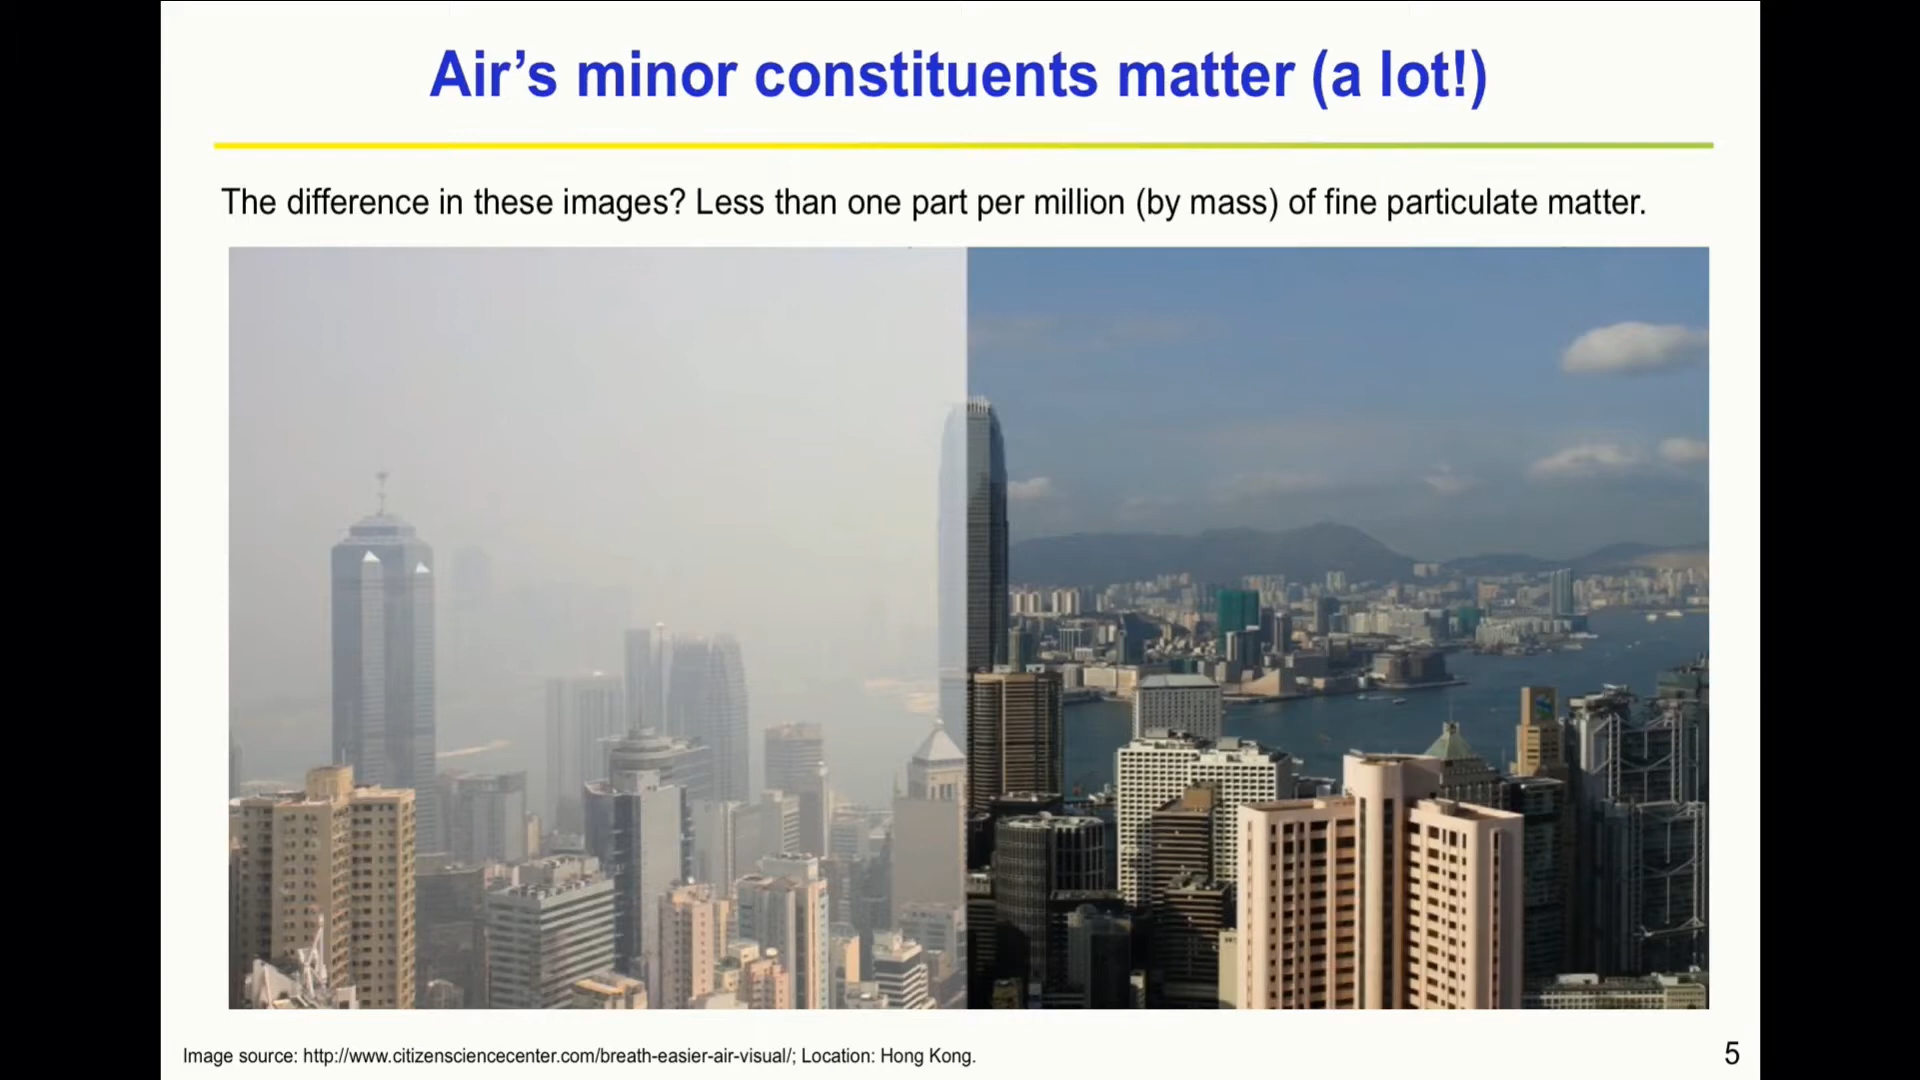 Air’s minor constituents matter (a lot!)
The difference in these images? Less than one part per million (by mass) of fine particulate matter.
Image source: http://www.citizensciencecenter.com/breath-easier-air-visual/; Location: Hong Kong.
5